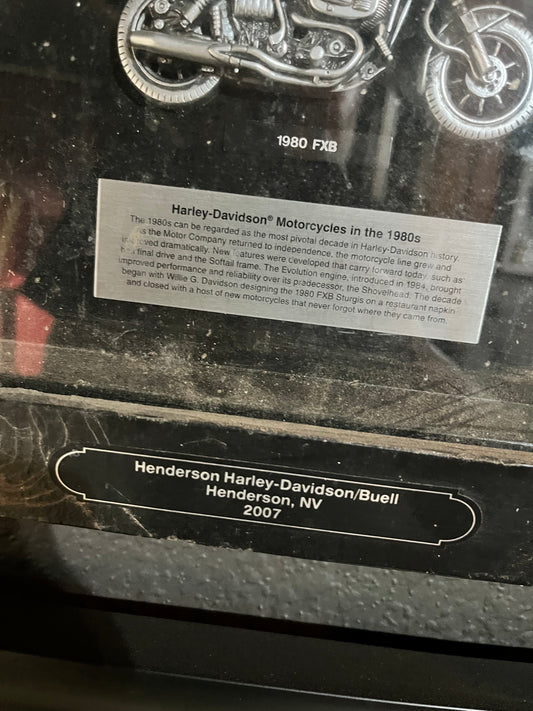 1980 FXB
Harley-Davidson® Motorcycles in the 1980s
The 1980s can be regarded as the most pivotal decade in Harley-Davidson history.
As the Motor Company returned to independence, the motorcycle line grew and
improved dramatically. New features were developed that carry forward today such as
belt final drive and the Softail frame. The Evolution engine, introduced in 1984, brought
improved performance and reliability over its predecessor, the Shovelhead. The decade
began with Willie G. Davidson designing the 1980 FXB Sturgis on a restaurant napkin
and closed with a host of new motorcycles that never forgot where they came from.
Henderson Harley-Davidson/Buell
Henderson, NV
2007